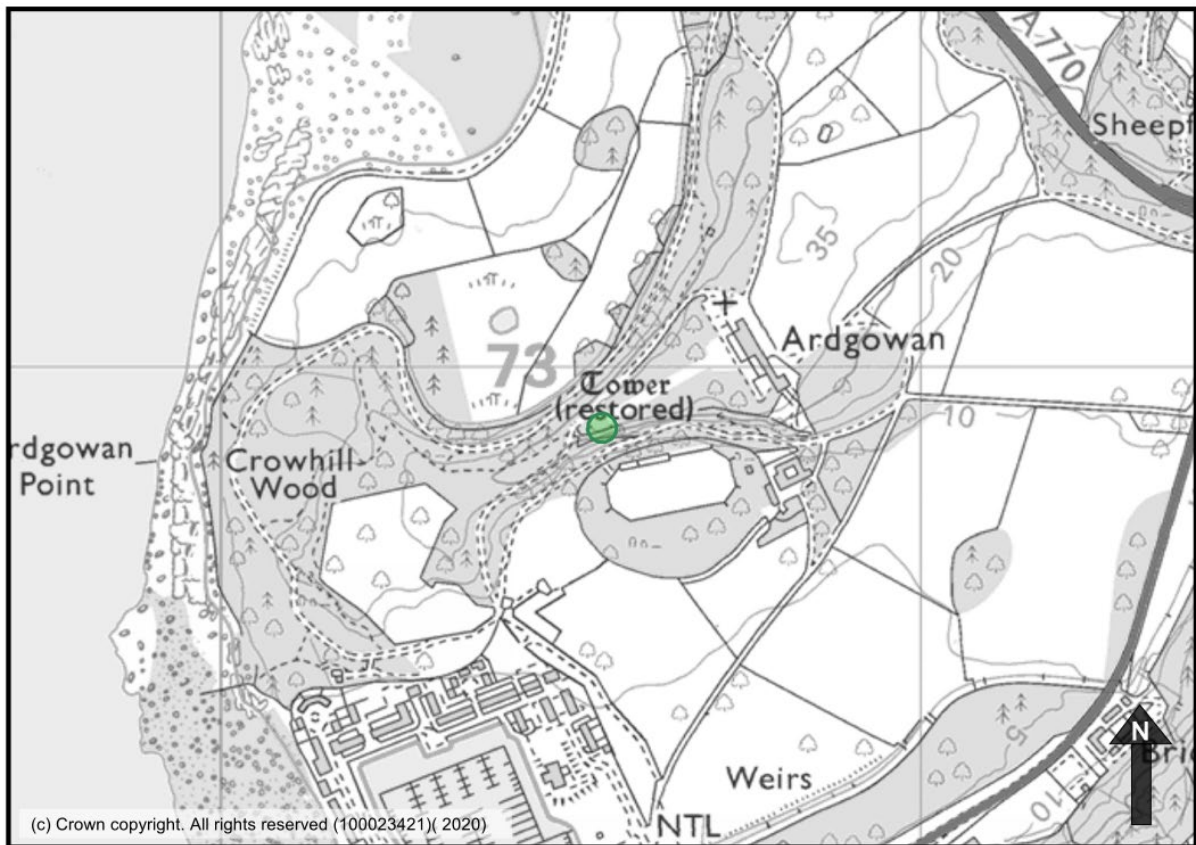 A770
Sheepf
35
20
Ardgowan
73
Tower
(restored)
10
rdgowan
Point
Crowhill
Wood
Weirs
5
N
Bri
10
NTL
(c) Crown copyright. All rights reserved (100023421)( 2020)